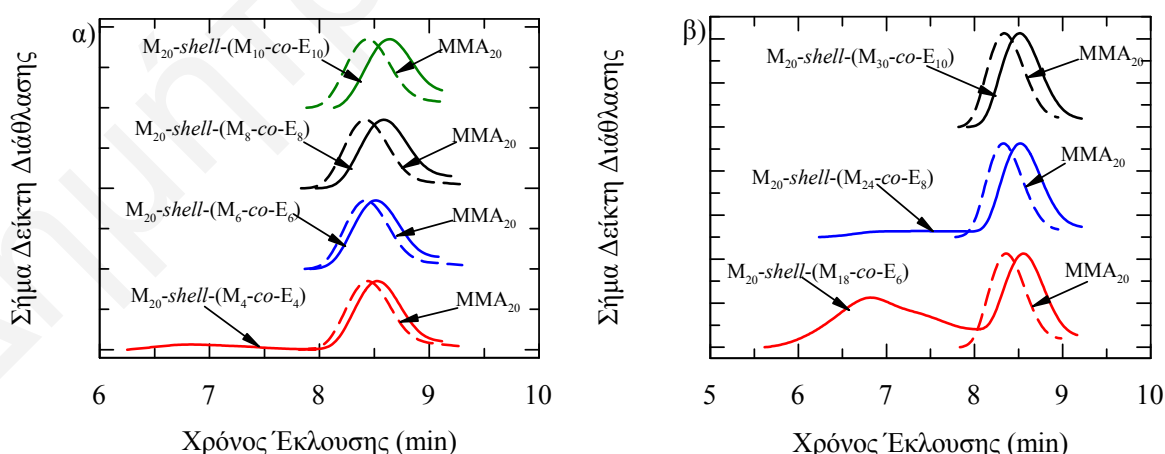 α)
M20-shell-(M10-co-E10)
MMA20
M20-shell-(M8-co-E8)
MMA20
M20-shell-(M6-co-E6)
MMA20
M20-shell-(M4-co-E4)
MMA20
Σήμα Δείκτη Διάθλασης
6 7 8 9 10
Χρόνος Έκλουσης (min)
β)
M20-shell-(M30-co-E10)
MMA20
M20-shell-(M24-co-E8)
MMA20
M20-shell-(M18-co-E6)
MMA20
Σήμα Δείκτη Διάθλασης
5 6 7 8 9 10
Χρόνος Έκλουσης (min)